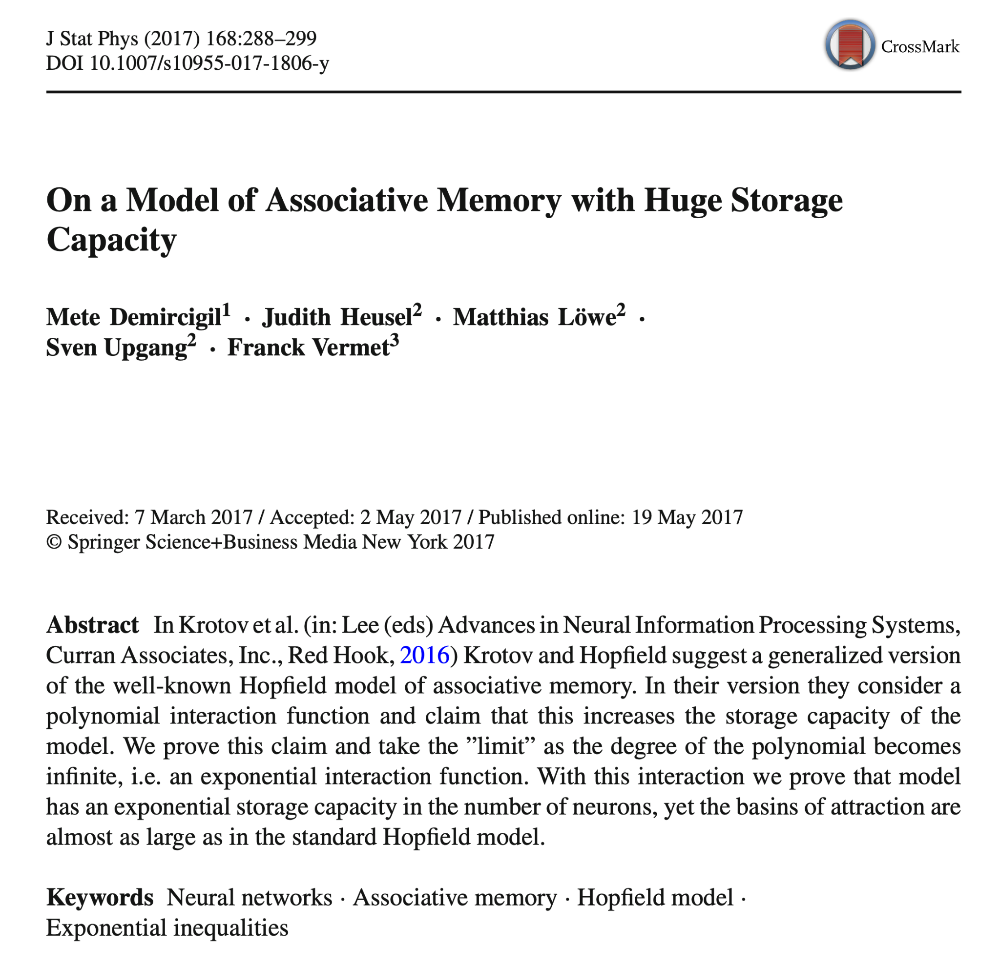 J Stat Phys (2017) 168:288–299
DOI 10.1007/s10955-017-1806-y
CrossMark
On a Model of Associative Memory with Huge Storage
Capacity
Mete Demircigil1 · Judith Heusel2 · Matthias Löwe2 ·
Sven Upgang2 · Franck Vermet3
Received: 7 March 2017 / Accepted: 2 May 2017 / Published online: 19 May 2017
© Springer Science+Business Media New York 2017
Abstract In Krotov et al. (in: Lee (eds) Advances in Neural Information Processing Systems,
Curran Associates, Inc., Red Hook, 2016) Krotov and Hopfield suggest a generalized version
of the well-known Hopfield model of associative memory. In their version they consider a
polynomial interaction function and claim that this increases the storage capacity of the
model. We prove this claim and take the ”limit” as the degree of the polynomial becomes
infinite, i.e. an exponential interaction function. With this interaction we prove that model
has an exponential storage capacity in the number of neurons, yet the basins of attraction are
almost as large as in the standard Hopfield model.
Keywords Neural networks · Associative memory · Hopfield model ·
Exponential inequalities